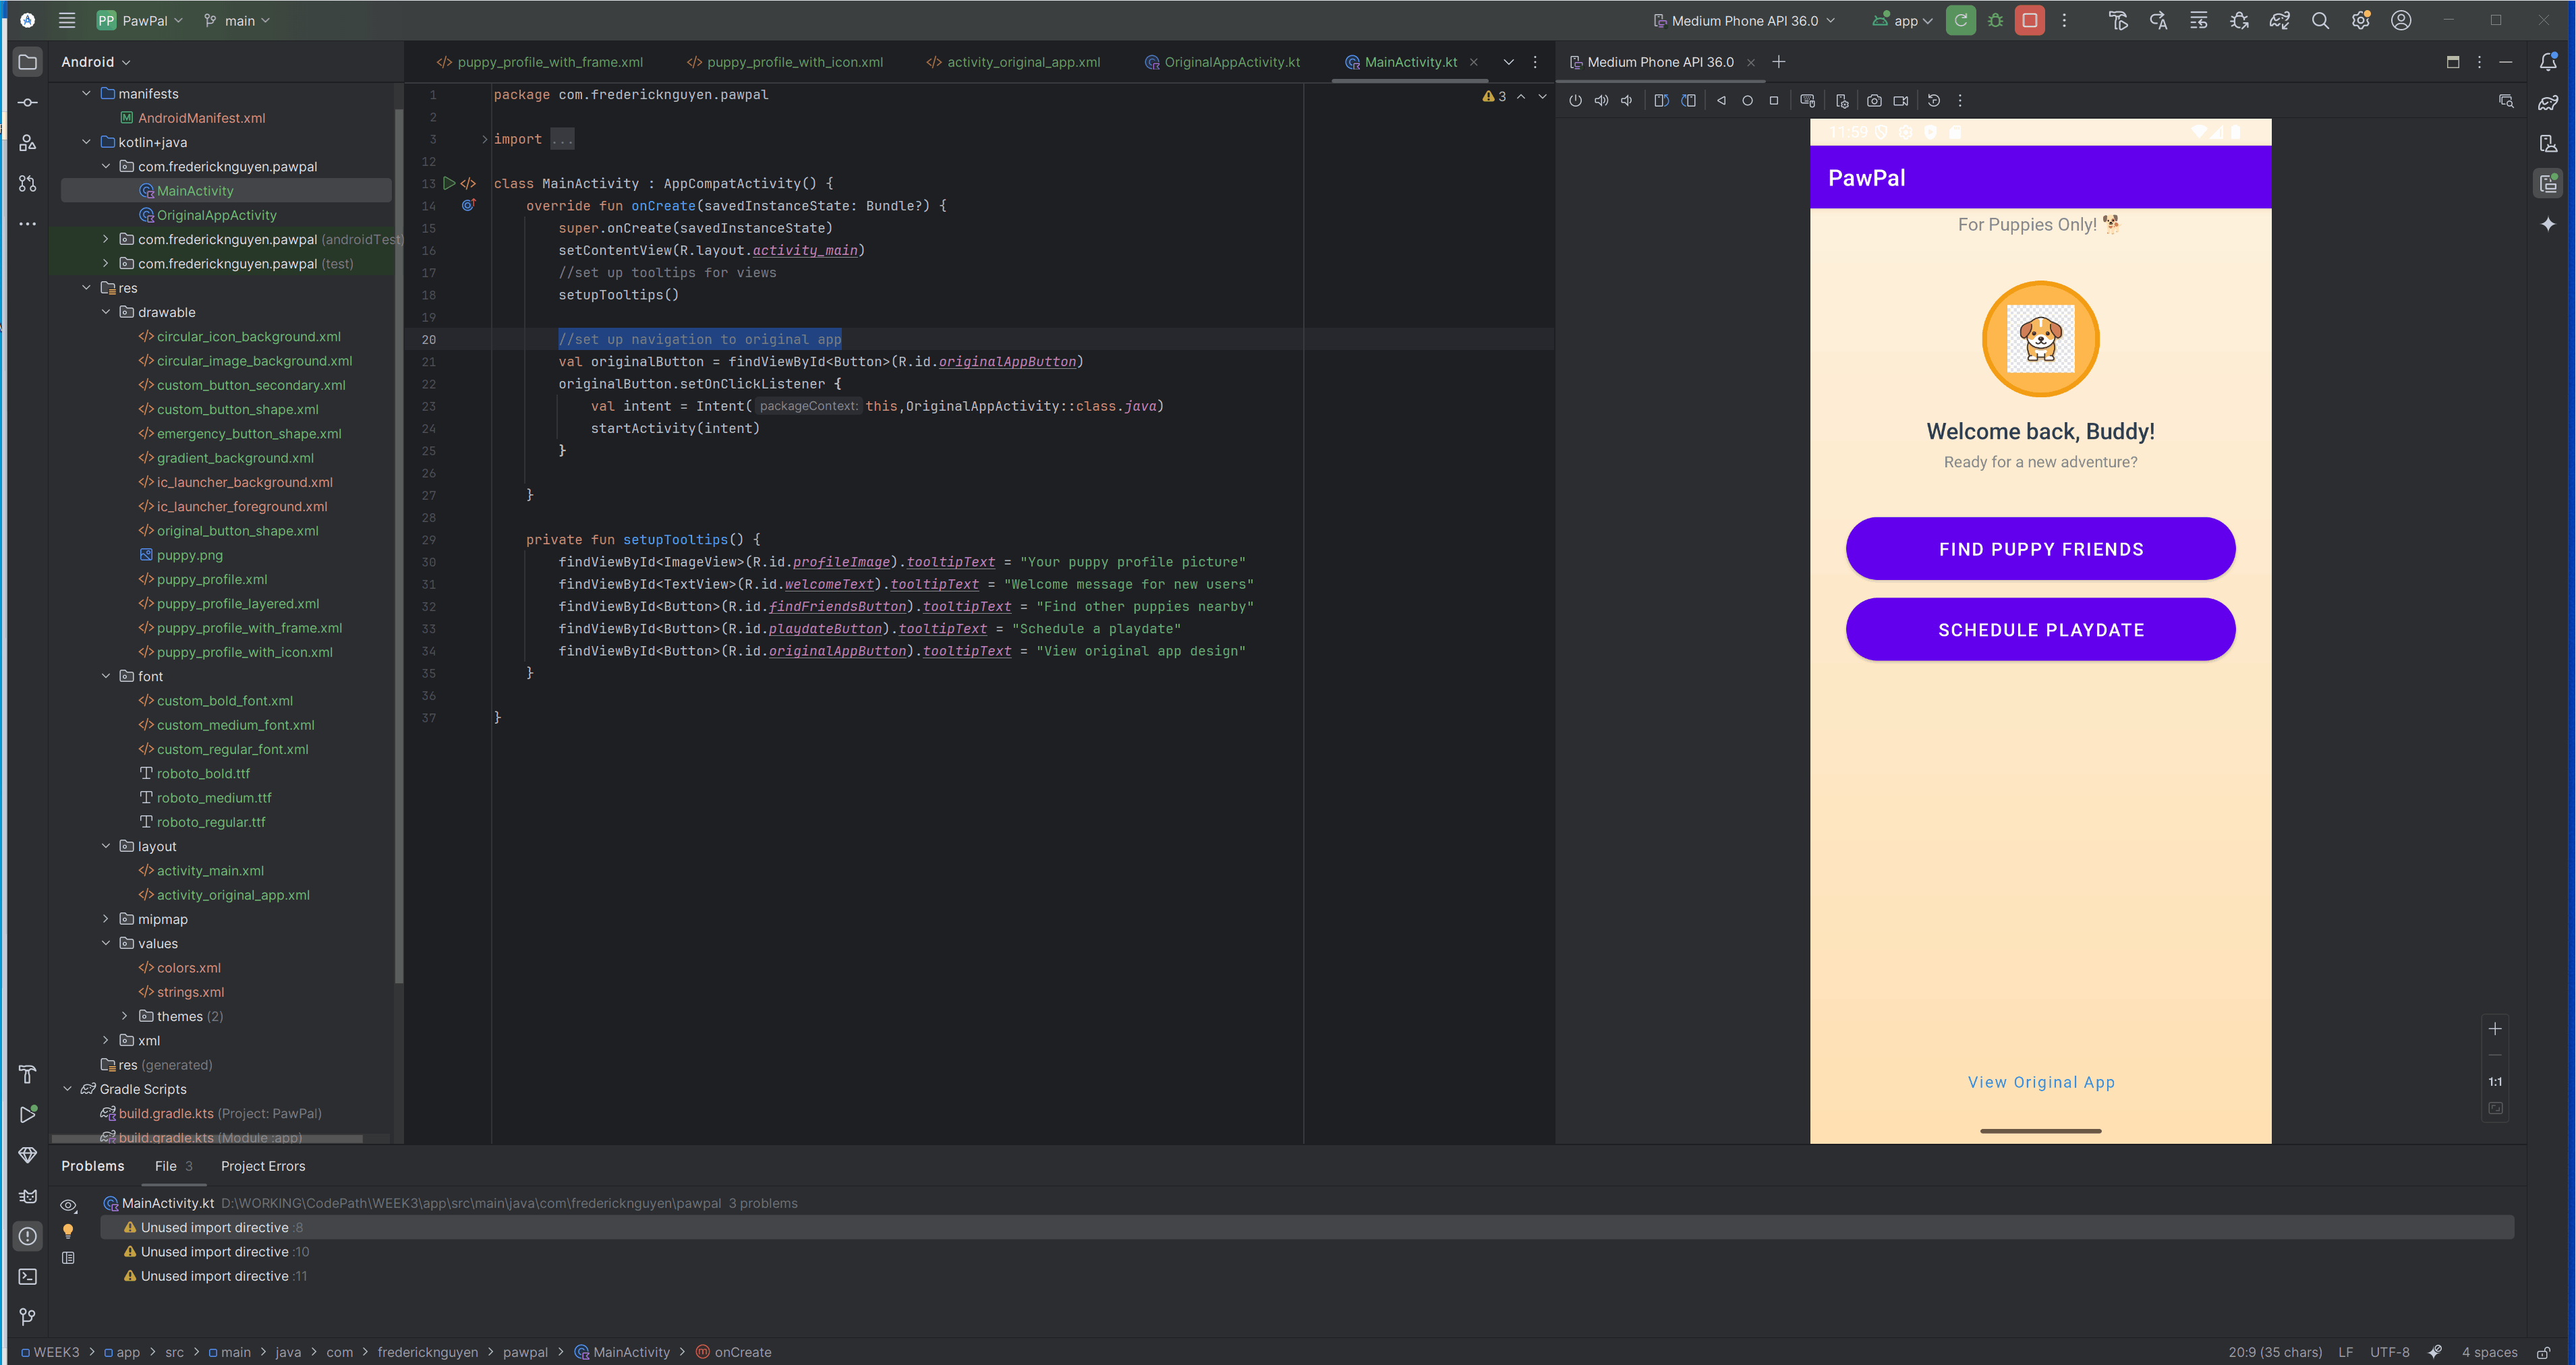 PP PawPal main Medium Phone API 36.0 app
Android
puppy_profile_with_frame.xml puppy_profile_with_icon.xml activity_original_app.xml OriginalAppActivity.kt MainActivity.kt
Medium Phone API 36.0
manifests
AndroidManifest.xml
kotlin+java
com.fredericknguyen.pawpal
MainActivity
OriginalAppActivity
com.fredericknguyen.pawpal (androidTest)
com.fredericknguyen.pawpal (test)
res
drawable
circular_icon_background.xml
circular_image_background.xml
custom_button_secondary.xml
custom_button_shape.xml
emergency_button_shape.xml
gradient_background.xml
ic_launcher_background.xml
ic_launcher_foreground.xml
original_button_shape.xml
puppy.png
puppy_profile.xml
puppy_profile_layered.xml
puppy_profile_with_frame.xml
puppy_profile_with_icon.xml
font
custom_bold_font.xml
custom_medium_font.xml
custom_regular_font.xml
roboto_bold.ttf
roboto_medium.ttf
roboto_regular.ttf
layout
activity_main.xml
activity_original_app.xml
mipmap
values
colors.xml
strings.xml
themes (2)
xml
res (generated)
Gradle Scripts
build.gradle.kts (Project: PawPal)
build.gradle.kts (Module :app)
3
1 package com.fredericknguyen.pawpal
2
3 import ...
12
13 class MainActivity : AppCompatActivity() {
14 override fun onCreate(savedInstanceState: Bundle?) {
15 super.onCreate(savedInstanceState)
16 setContentView(R.layout.activity_main)
17 //set up tooltips for views
18 setupTooltips()
19
20 //set up navigation to original app
21 val originalButton = findViewById<Button>(R.id.originalAppButton)
22 originalButton.setOnClickListener {
23 val intent = Intent( packageContext: this,OriginalAppActivity::class.java)
24 startActivity(intent)
25 }
26
27 }
28
29 private fun setupTooltips() {
30 findViewById<ImageView>(R.id.profileImage).tooltipText = "Your puppy profile picture"
31 findViewById<TextView>(R.id.welcomeText).tooltipText = "Welcome message for new users"
32 findViewById<Button>(R.id.findFriendsButton).tooltipText = "Find other puppies nearby"
33 findViewById<Button>(R.id.playdateButton).tooltipText = "Schedule a playdate"
34 findViewById<Button>(R.id.originalAppButton).tooltipText = "View original app design"
35 }
36
37 }
11:59
PawPal
For Puppies Only! 🐕
Welcome back, Buddy!
Ready for a new adventure?
FIND PUPPY FRIENDS
SCHEDULE PLAYDATE
View Original App
1:1
Problems File 3 Project Errors
MainActivity.kt D:\WORKING\CodePath\WEEK3\app\src\main\java\com\fredericknguyen\pawpal 3 problems
Unused import directive :8
Unused import directive :10
Unused import directive :11
WEEK3 > app > src > main > java > com > fredericknguyen > pawpal > MainActivity > onCreate
20:9 (35 chars) LF UTF-8 4 spaces